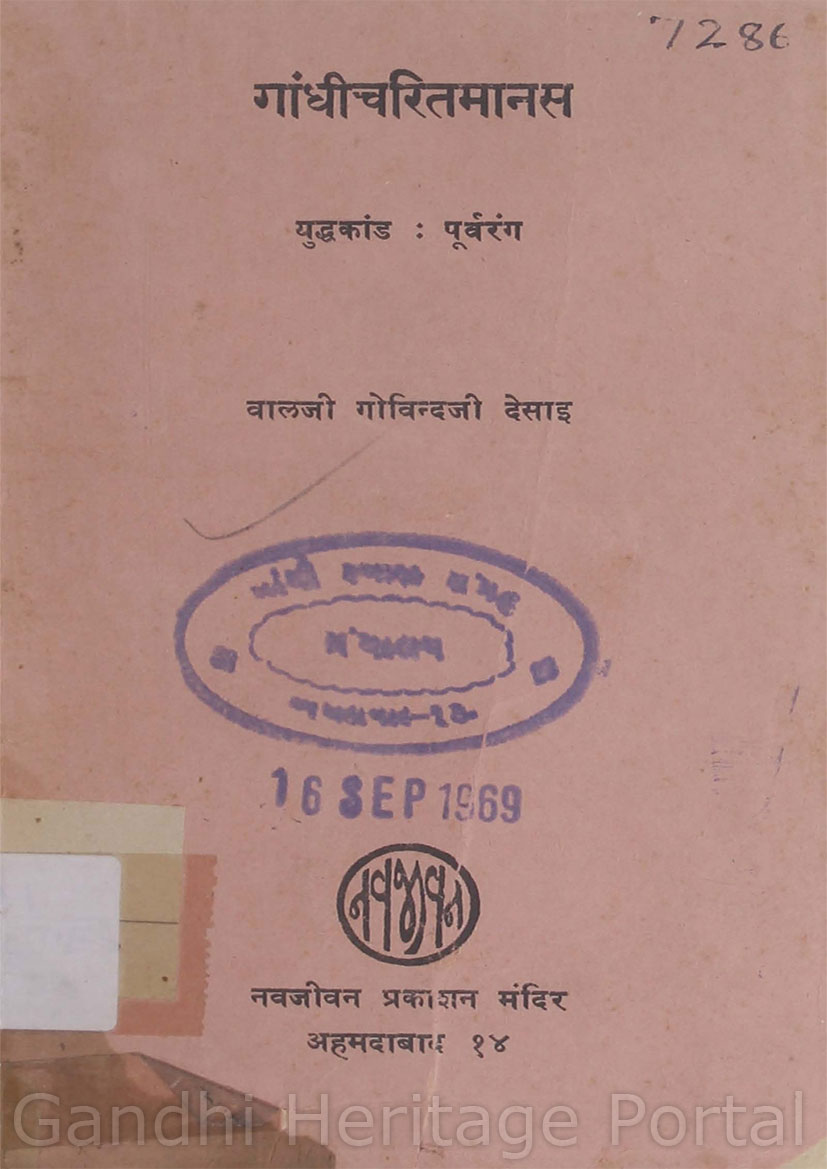 7286
गांधीचरितमानस
युद्धकांड : पूर्वरंग
वालजी गोविन्दजी देसाइ
16 SEP 1969
नवजीवन
नवजीवन प्रकाशन मंदिर
अहमदाबाद १४
Gandhi Heritage Portal